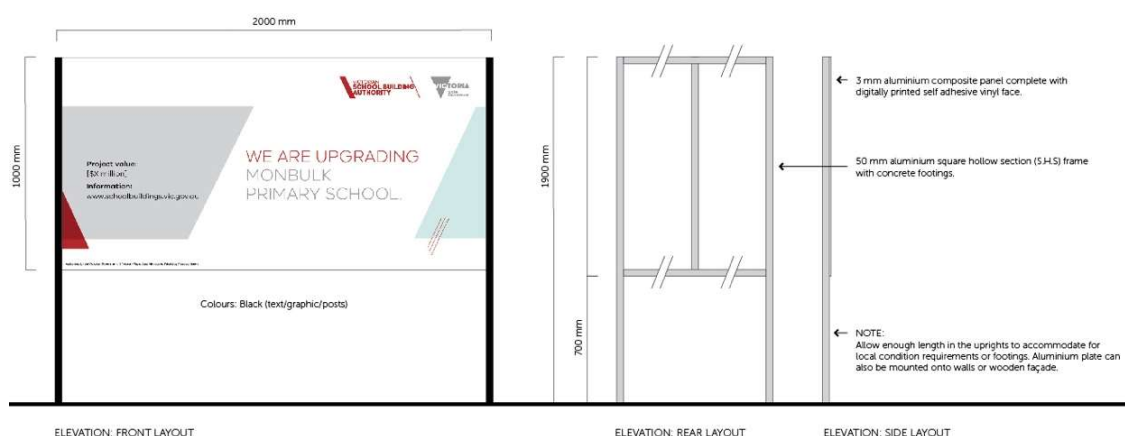 2000 mm
1000 mm
VICTORIAN
SCHOOL BUILDING
AUTHORITY
VICTORIA
Project value:
[$X million]
Information:
www.schoolbuildings.vic.gov.au
WE ARE UPGRADING
MONBULK
PRIMARY SCHOOL.
Colours: Black (text/graphic/posts)
ELEVATION: FRONT LAYOUT
1900 mm
700 mm
ELEVATION: REAR LAYOUT
3 mm aluminium composite panel complete with
digitally printed self adhesive vinyl face.
50 mm aluminium square hollow section (S.H.S) frame
with concrete footings.
NOTE:
Allow enough length in the uprights to accommodate for
local condition requirements or footings. Aluminium plate can
also be mounted onto walls or wooden façade.
ELEVATION: SIDE LAYOUT